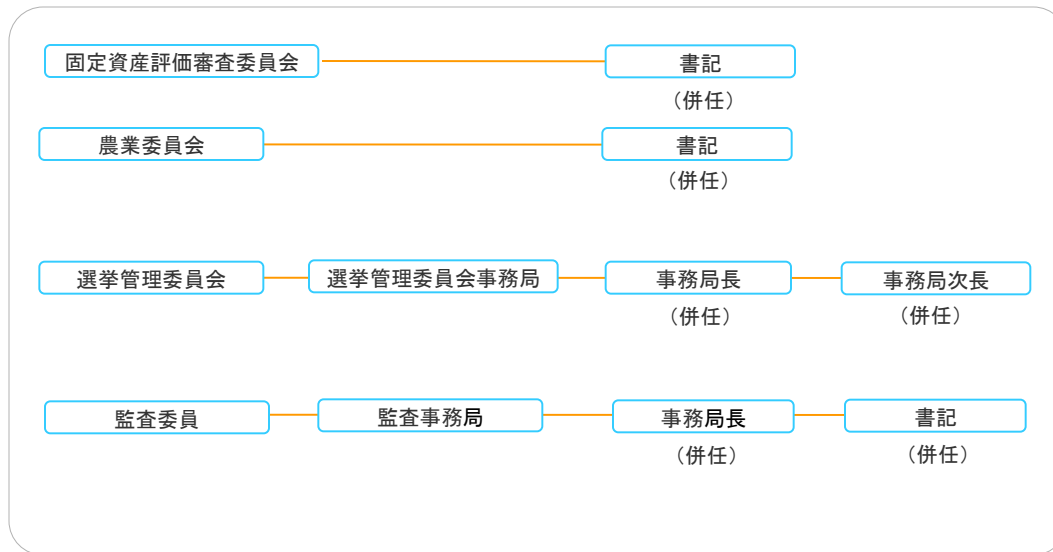 固定資産評価審査委員会 書記
（併任）
農業委員会 書記
（併任）
選挙管理委員会 選挙管理委員会事務局 事務局長 事務局次長
（併任） （併任）
監査委員 監査事務局 事務局長 書記
（併任） （併任）